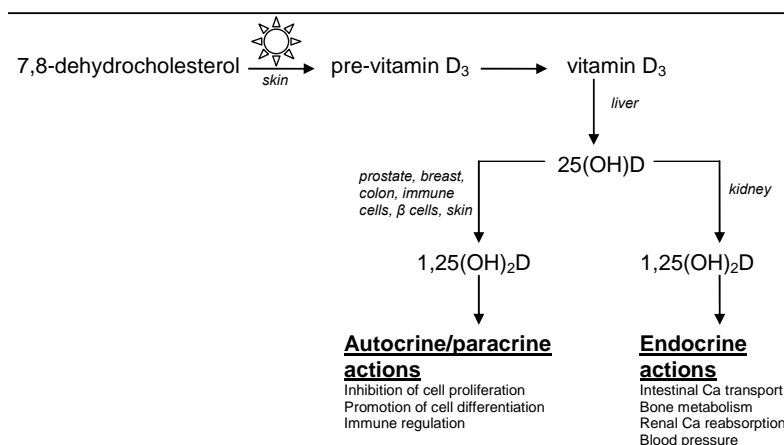 7,8-dehydrocholesterol
skin
pre-vitamin D₃
vitamin D₃
liver
25(OH)D
prostate, breast,
colon, immune
cells, β cells, skin
kidney
1,25(OH)₂D
1,25(OH)₂D
Autocrine/paracrine
actions
Inhibition of cell proliferation
Promotion of cell differentiation
Immune regulation
Endocrine
actions
Intestinal Ca transport
Bone metabolism
Renal Ca reabsorption
Blood pressure